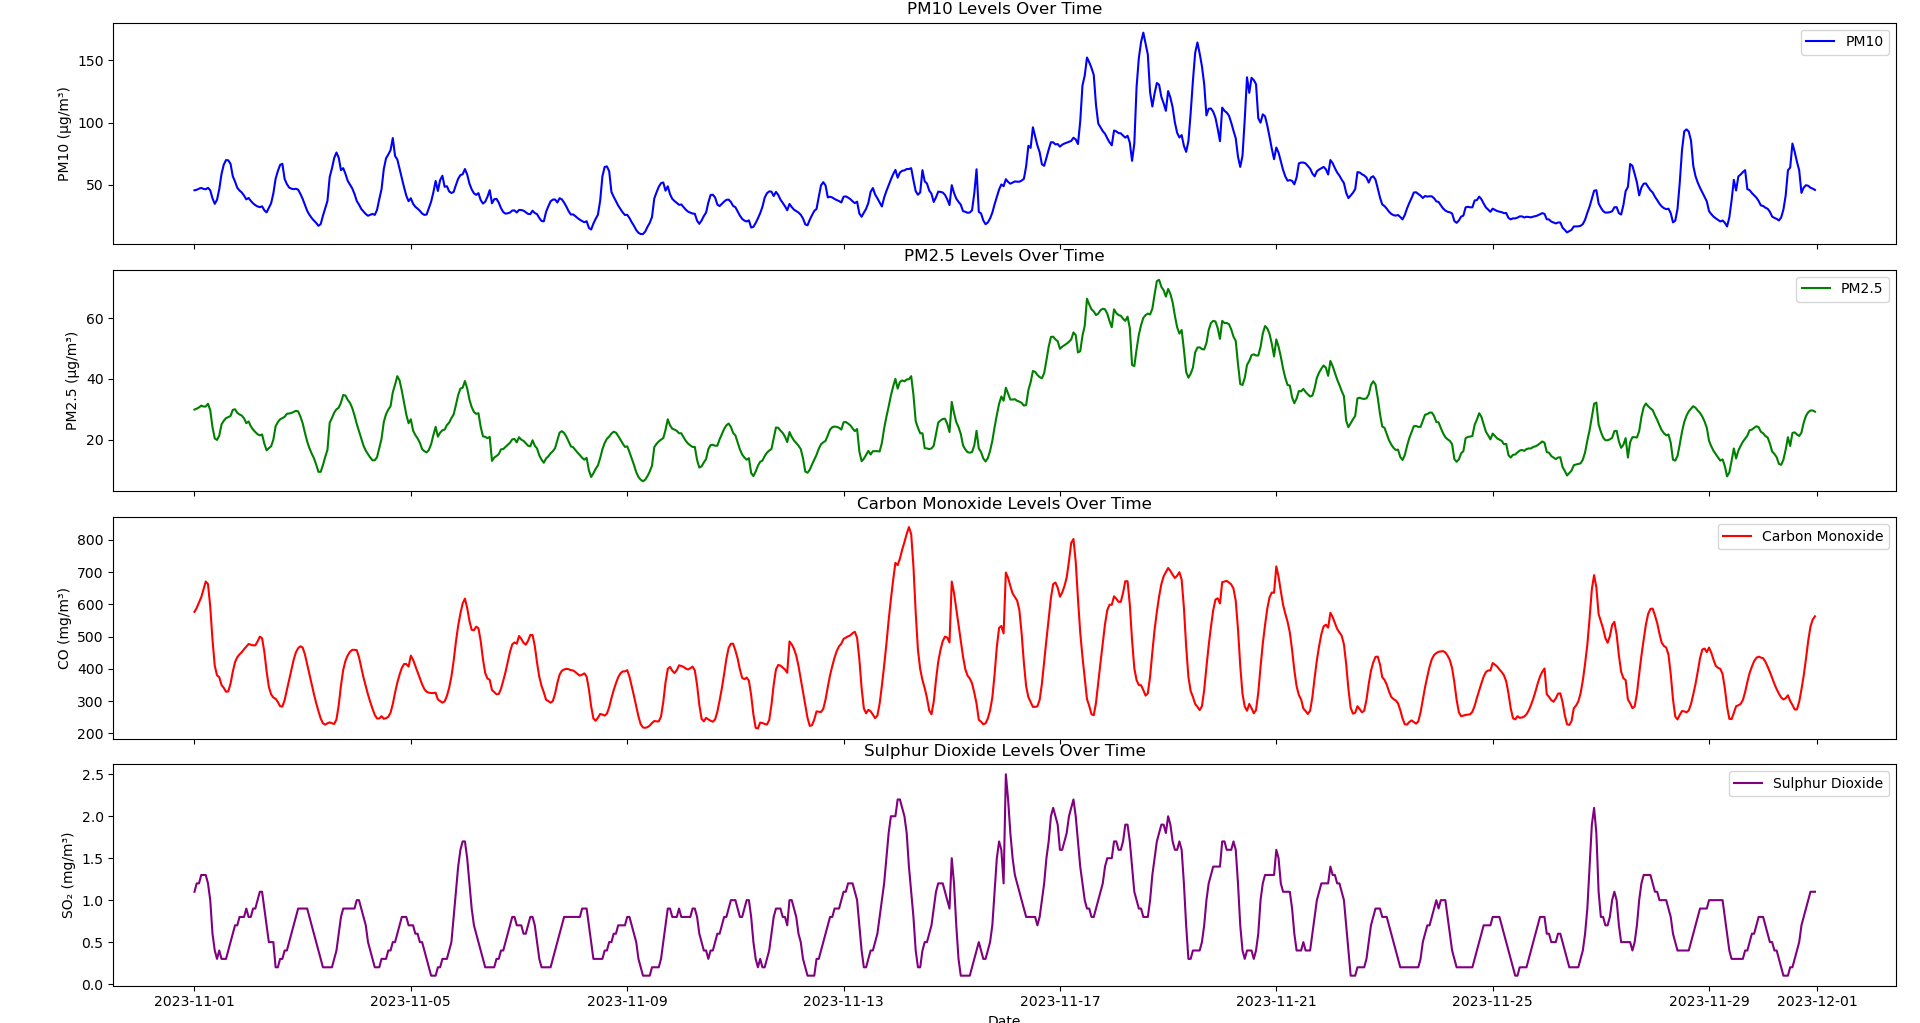 PM10 Levels Over Time
PM10 (µg/m³)
150
100
50
PM10
PM2.5 Levels Over Time
PM2.5 (µg/m³)
60
40
20
PM2.5
Carbon Monoxide Levels Over Time
CO (mg/m³)
800
700
600
500
400
300
200
Carbon Monoxide
Sulphur Dioxide Levels Over Time
SO₂ (mg/m³)
2.5
2.0
1.5
1.0
0.5
0.0
Sulphur Dioxide
2023-11-01 2023-11-05 2023-11-09 2023-11-13 2023-11-17 2023-11-21 2023-11-25 2023-11-29 2023-12-01
Date